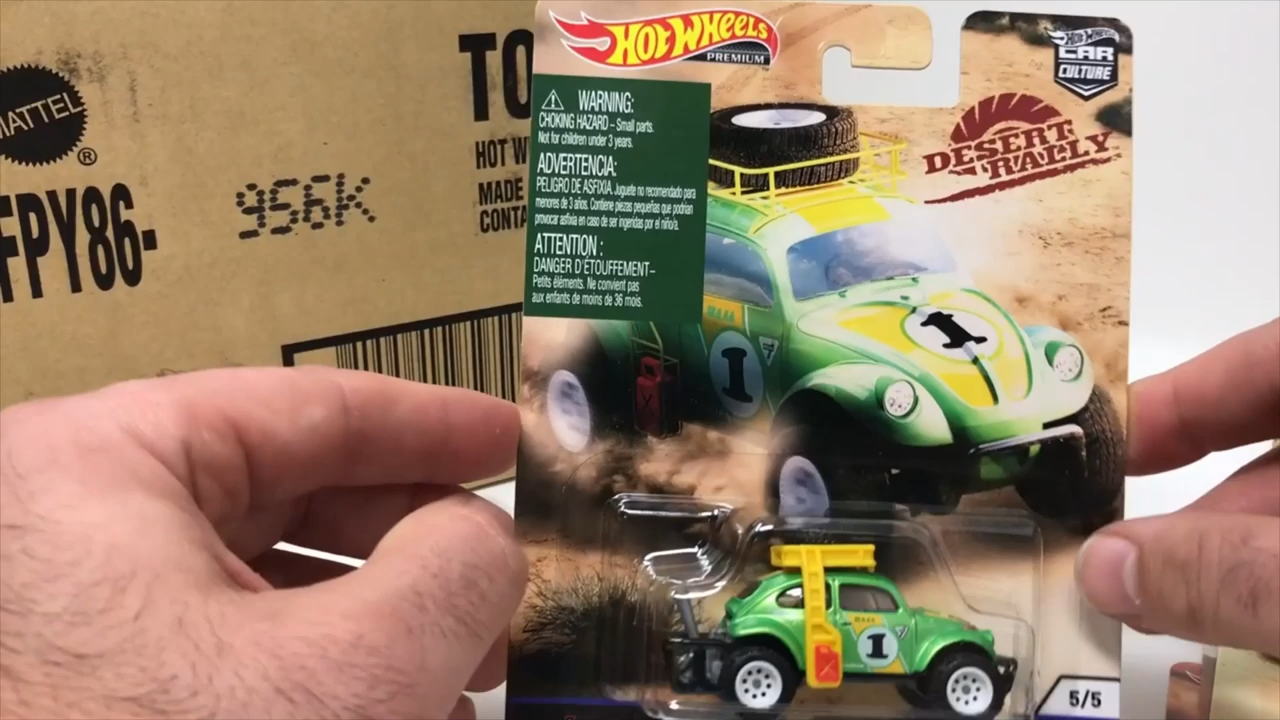 MATTEL
®
FPY86-
956K
TO
HOT W
MADE
CONTA
HOT WHEELS
PREMIUM
HOT WHEELS
CAR
CULTURE
DESERT
RALLY
WARNING:
CHOKING HAZARD – Small parts.
Not for children under 3 years.
ADVERTENCIA:
PELIGRO DE ASFIXIA. Juguete no recomendado para
menores de 3 años. Contiene piezas pequeñas que podrían
provocar asfixia en caso de ser ingeridas por el niño/a.
ATTENTION :
DANGER D'ÉTOUFFEMENT–
Petits éléments. Ne convient pas
aux enfants de moins de 36 mois.
BAJA
1
1
BAJA
1
5/5